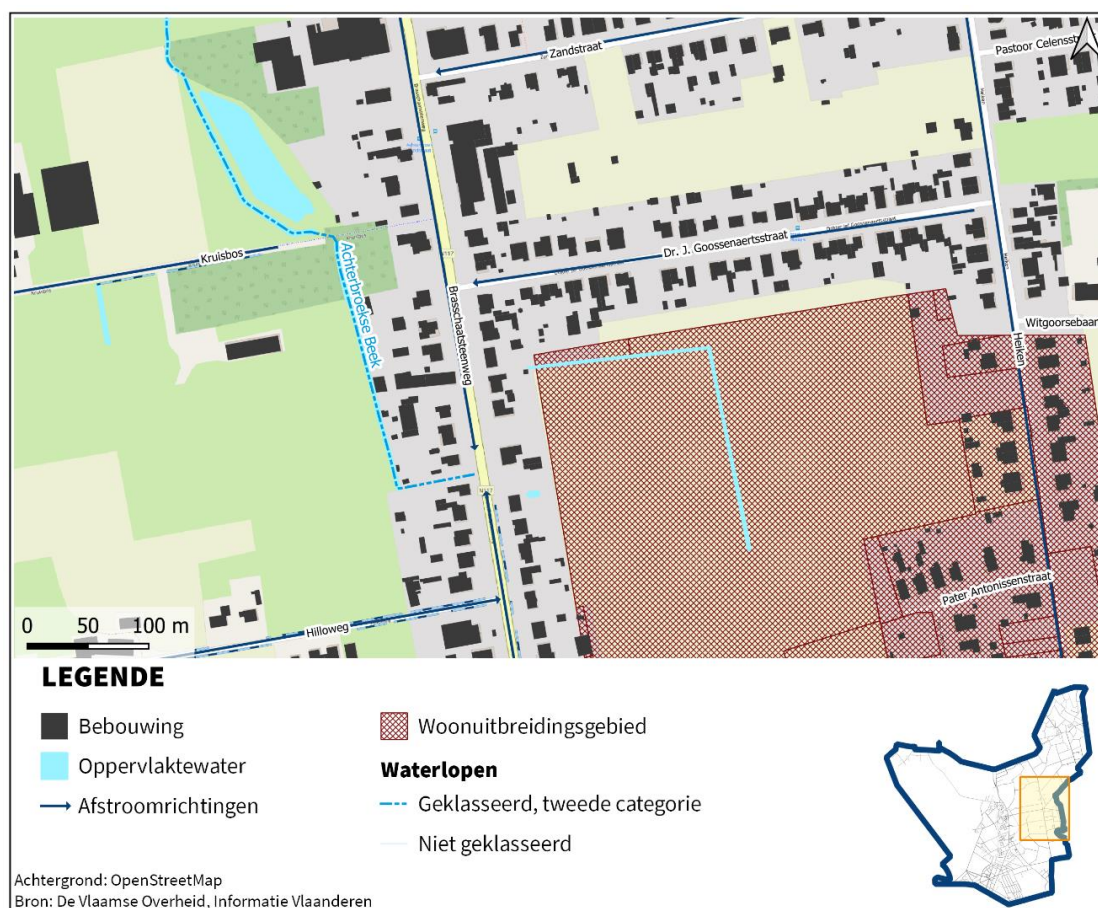 Zandstraat
Pastoor Celensstr
Kruisbos
Achterbroekse Beek
Brasschaatsteenweg
Dr. J. Goossenaertsstraat
Witgoorsebaan
Heiken
Pater Antonissenstraat
N117
Hilloweg
0 50 100 m
LEGENDE
Bebouwing
Oppervlaktewater
Afstroomrichtingen
Woonuitbreidingsgebied
Waterlopen
Geklasseerd, tweede categorie
Niet geklasseerd
Achtergrond: OpenStreetMap
Bron: De Vlaamse Overheid, Informatie Vlaanderen